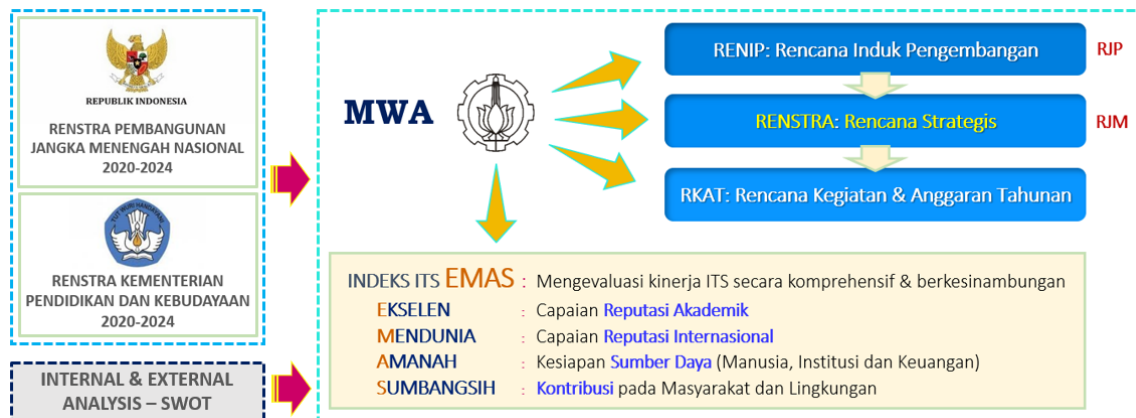 REPUBLIK INDONESIA
RENSTRA PEMBANGUNAN
JANGKA MENENGAH NASIONAL
2020-2024
TUT WURI HANDAYANI
RENSTRA KEMENTERIAN
PENDIDIKAN DAN KEBUDAYAAN
2020-2024
INTERNAL & EXTERNAL
ANALYSIS – SWOT
MWA
RENIP: Rencana Induk Pengembangan
RJP
RENSTRA: Rencana Strategis
RJM
RKAT: Rencana Kegiatan & Anggaran Tahunan
INDEKS ITS EMAS : Mengevaluasi kinerja ITS secara komprehensif & berkesinambungan
EKSELEN : Capaian Reputasi Akademik
MENDUNIA : Capaian Reputasi Internasional
AMANAH : Kesiapan Sumber Daya (Manusia, Institusi dan Keuangan)
SUMBANGSIH : Kontribusi pada Masyarakat dan Lingkungan